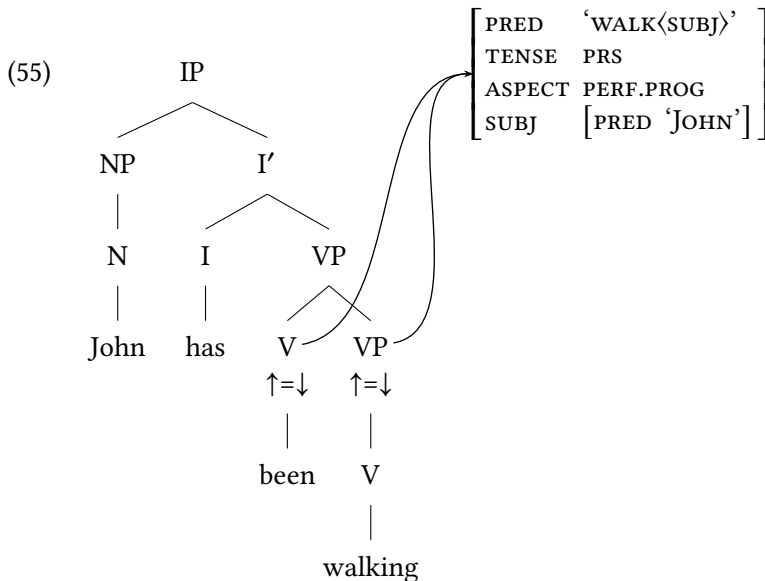 PRED ‘WALK⟨SUBJ⟩’
TENSE PRS
ASPECT PERF.PROG
SUBJ [PRED ‘JOHN’]
(55) IP
NP I′
N I VP
John has V VP
↑=↓ ↑=↓
been V
walking